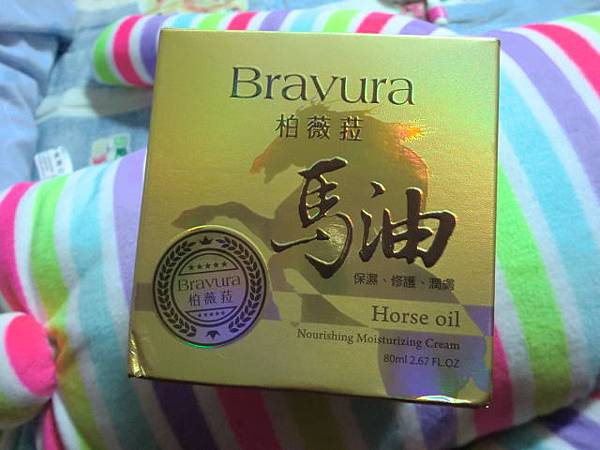 Bravura
柏薇菈
馬油
保濕、修護、潤膚
Bravura
柏薇菈
Horse oil
Nourishing Moisturizing Cream
80ml 2.67 FL.OZ